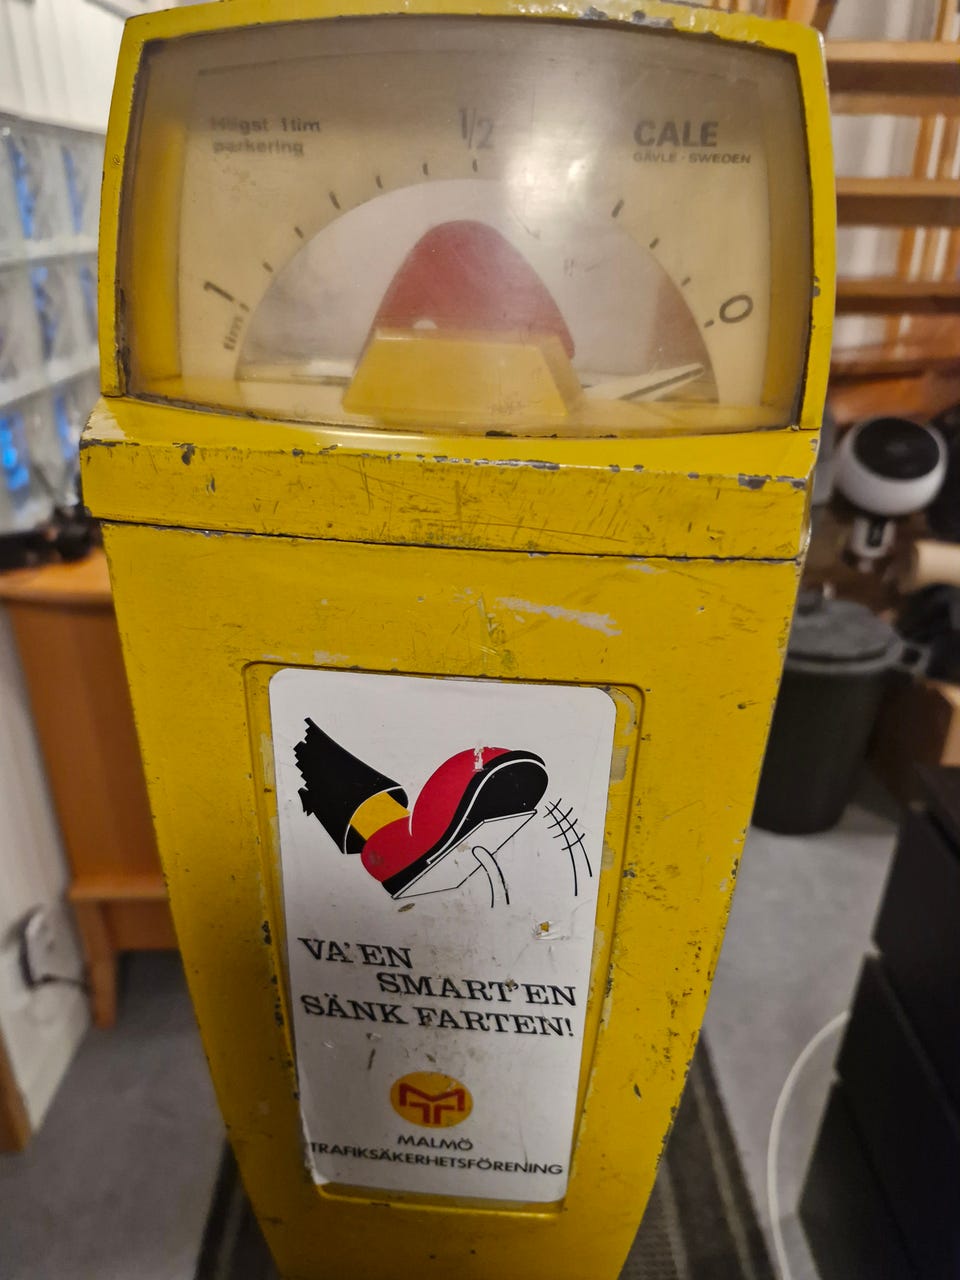 Högst 1tim
parkering
1/2
CALE
GÄVLE · SWEDEN
1
tim
0
VA' EN
SMART' EN
SÄNK FARTEN!
MALMÖ
TRAFIKSÄKERHETSFÖRENING